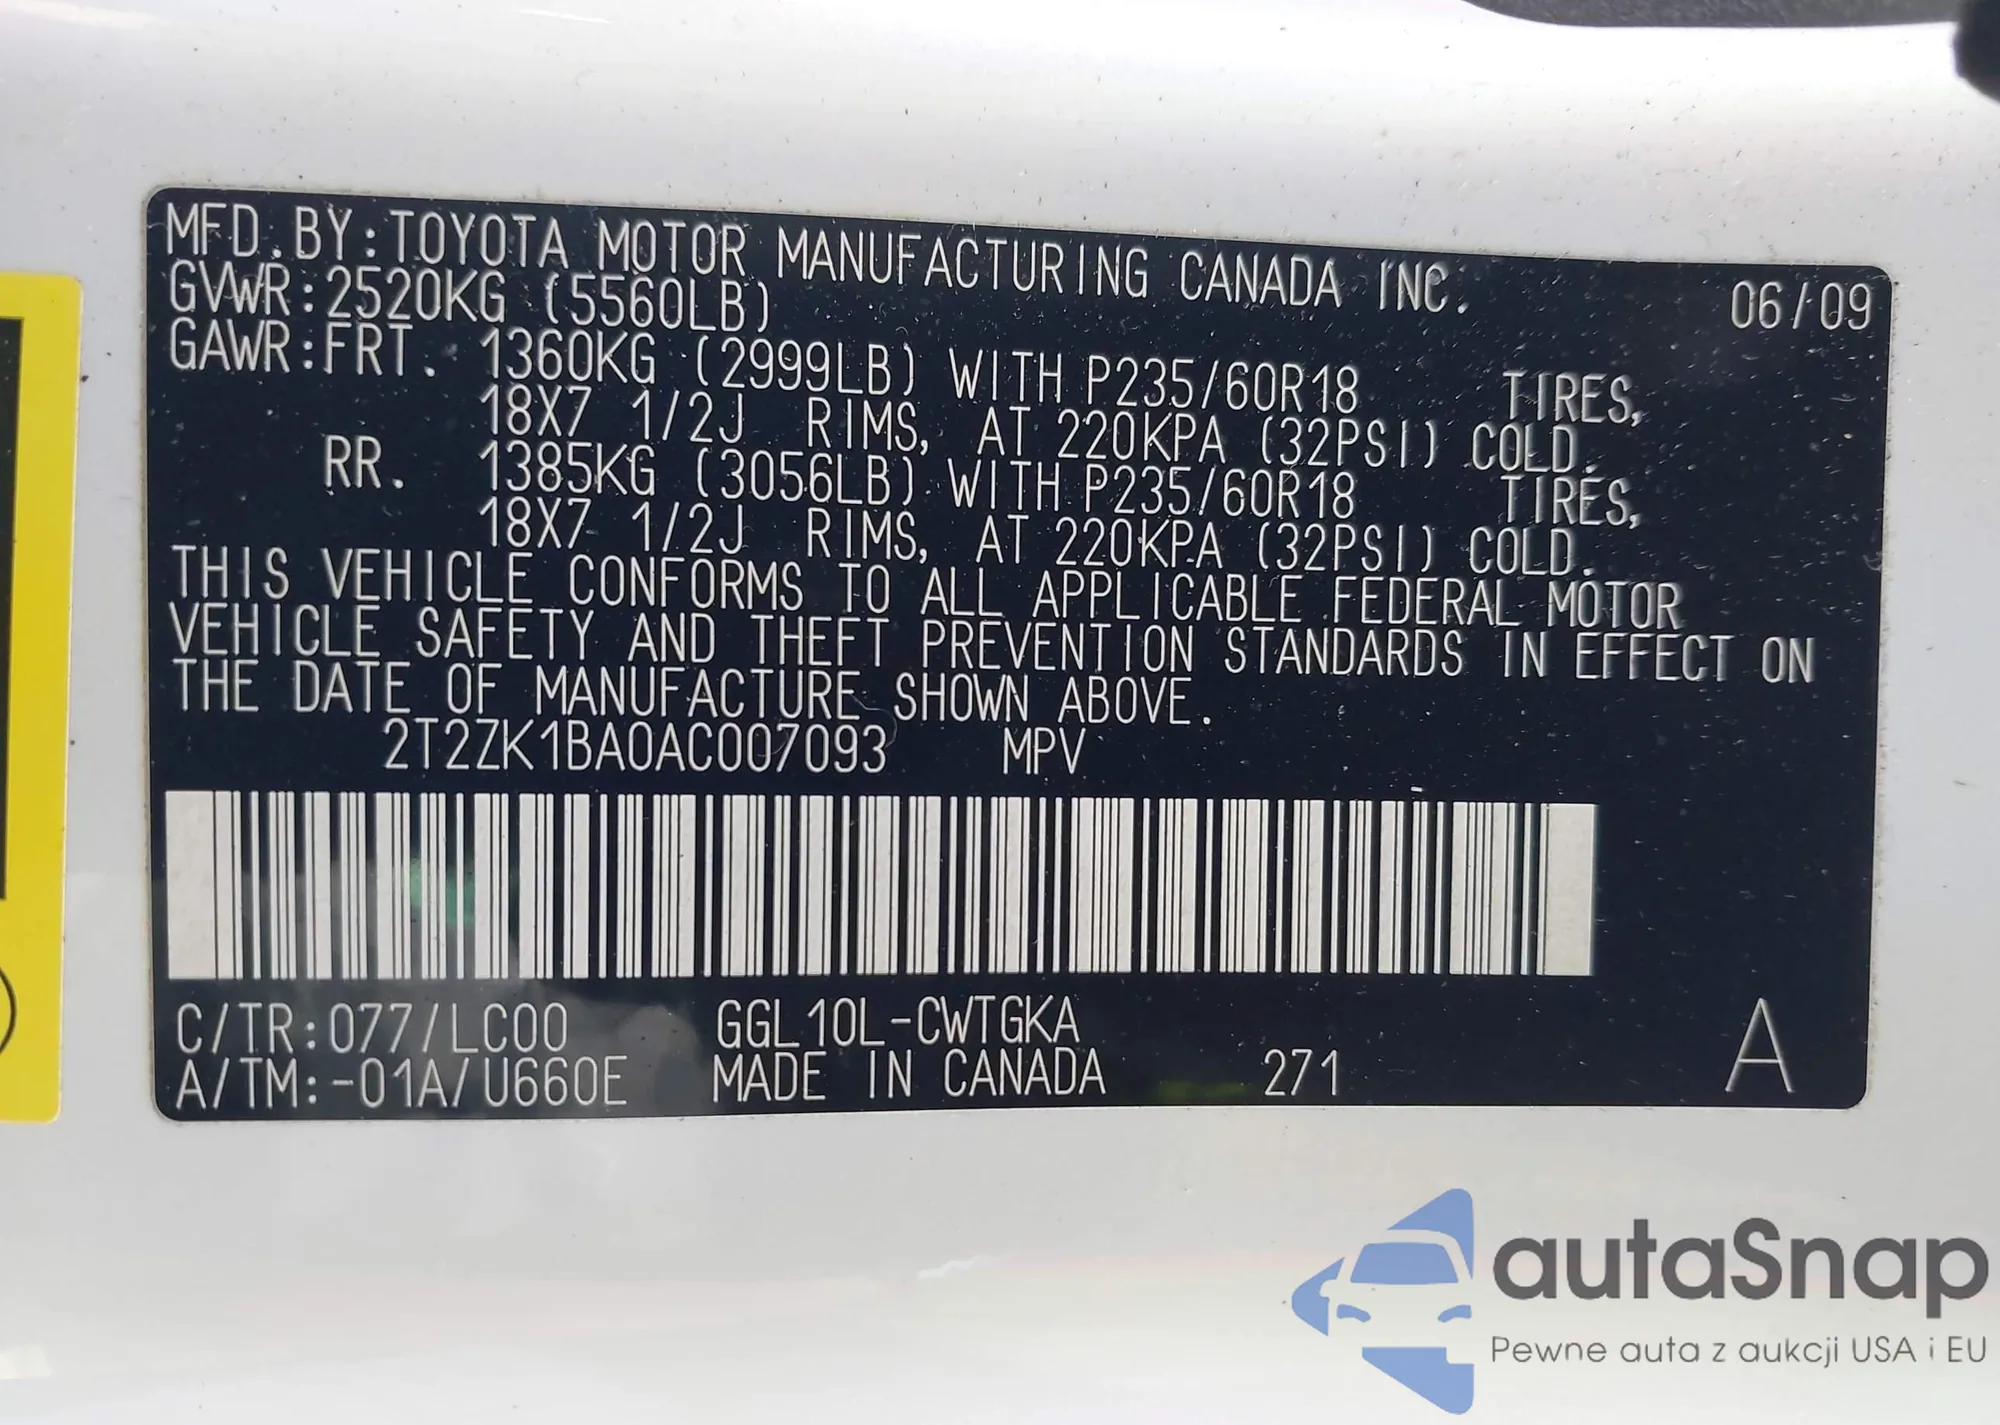 MFD.BY:TOYOTA MOTOR MANUFACTURING CANADA INC. 06/09
GVWR:2520KG (5560LB)
GAWR:FRT. 1360KG (2999LB) WITH P235/60R18 TIRES,
18X7 1/2J RIMS, AT 220KPA (32PSI) COLD.
RR. 1385KG (3056LB) WITH P235/60R18 TIRES,
18X7 1/2J RIMS, AT 220KPA (32PSI) COLD.
THIS VEHICLE CONFORMS TO ALL APPLICABLE FEDERAL MOTOR
VEHICLE SAFETY AND THEFT PREVENTION STANDARDS IN EFFECT ON
THE DATE OF MANUFACTURE SHOWN ABOVE.
2T2ZK1BA0AC007093 MPV
C/TR:077/LC00 GGL10L-CWTGKA A
A/TM:-01A/U660E MADE IN CANADA 271
autaSnap
Pewne auta z aukcji USA i EU